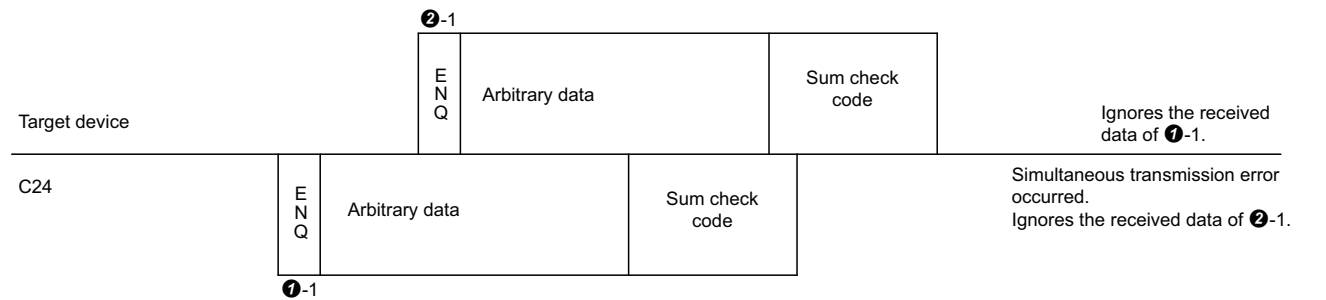 ❷-1
E
N
Q
Arbitrary data
Sum check
code
Target device
Ignores the received
data of ❶-1.
C24
E
N
Q
Arbitrary data
Sum check
code
Simultaneous transmission error
occurred.
Ignores the received data of ❷-1.
❶-1